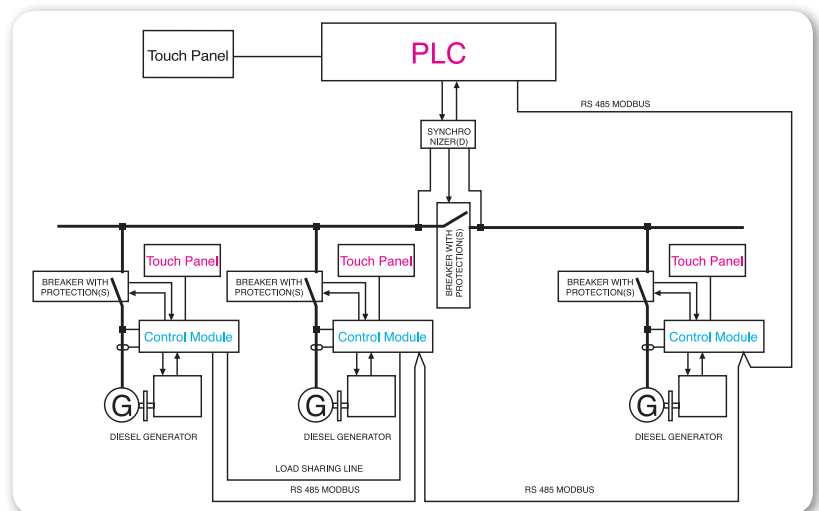 Touch Panel
PLC
RS 485 MODBUS
SYNCHRO
NIZER(D)
BREAKER WITH
PROTECTION(S)
Touch Panel
Touch Panel
Touch Panel
BREAKER WITH
PROTECTION(S)
BREAKER WITH
PROTECTION(S)
BREAKER WITH
PROTECTION(S)
Control Module
Control Module
Control Module
G
G
G
DIESEL GENERATOR
DIESEL GENERATOR
DIESEL GENERATOR
LOAD SHARING LINE
RS 485 MODBUS
RS 485 MODBUS